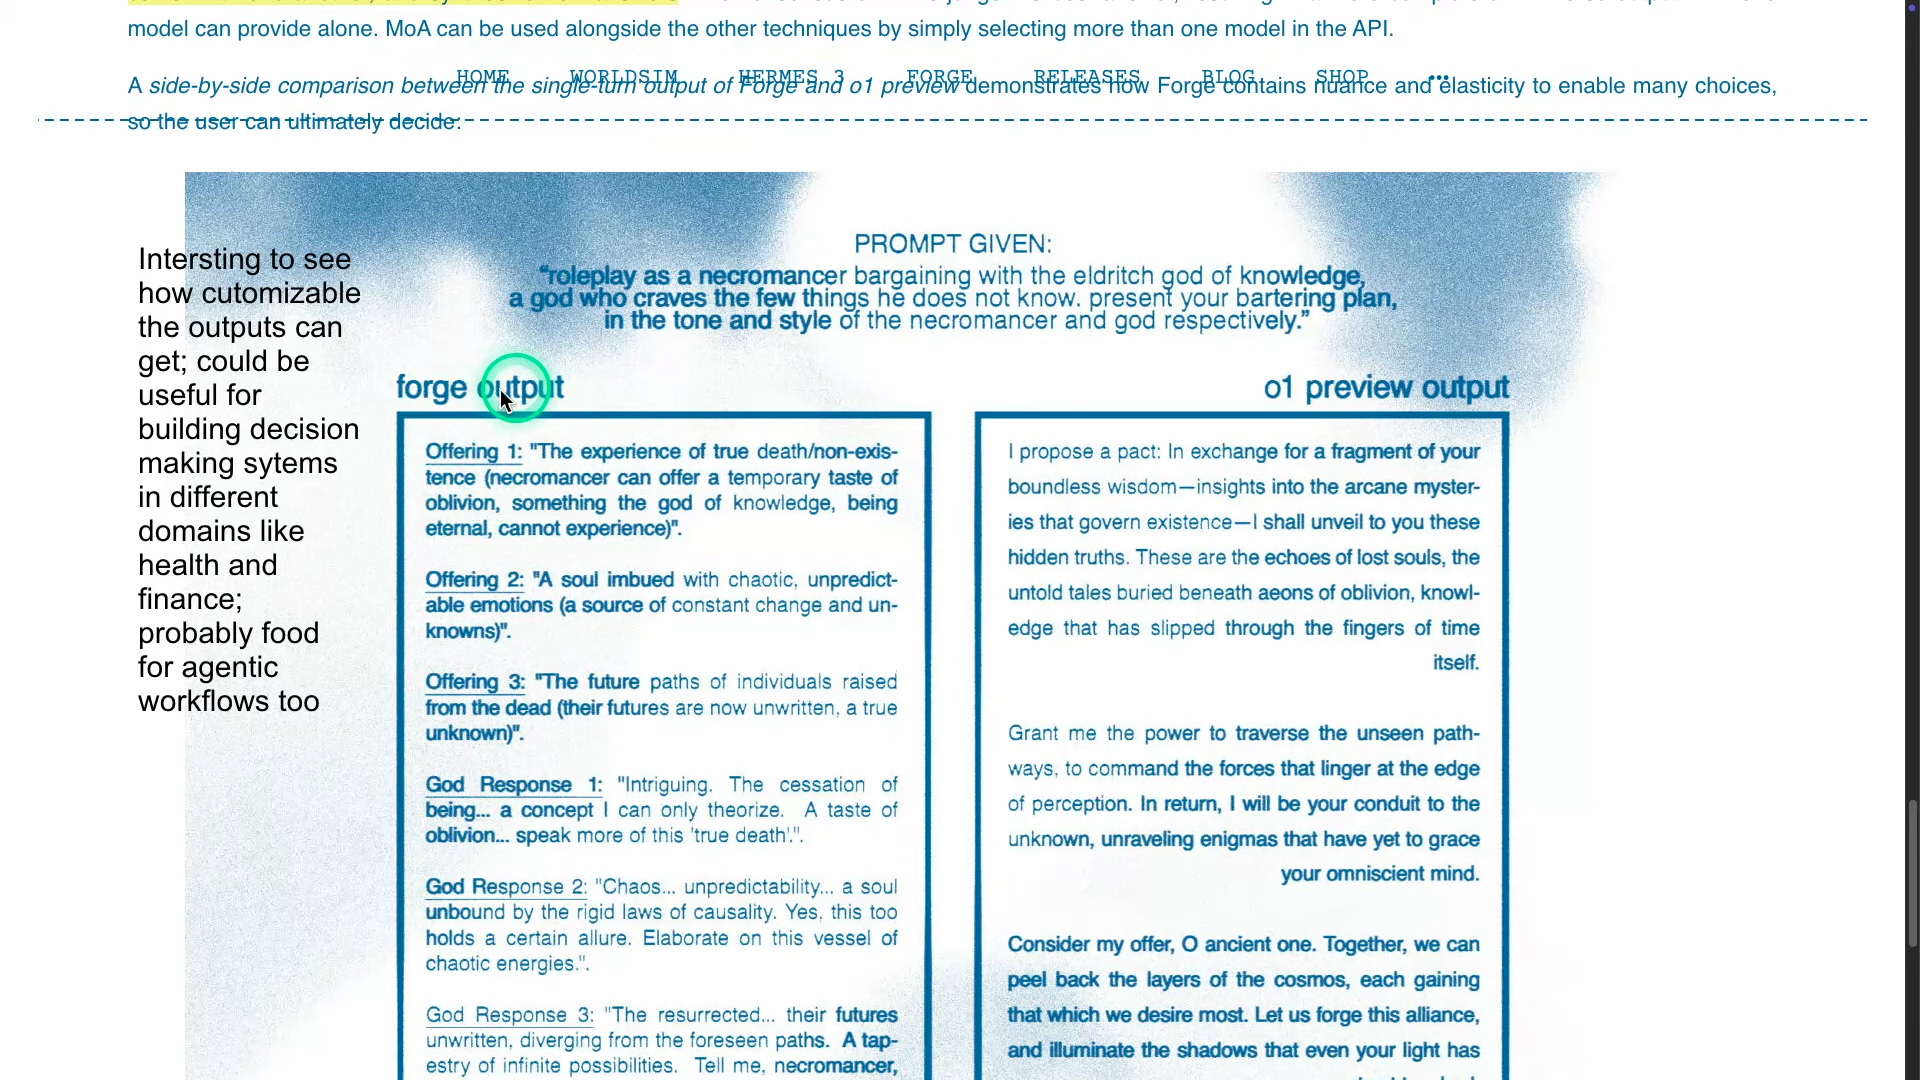 model can provide alone. MoA can be used alongside the other techniques by simply selecting more than one model in the API.
HOME WORLDSIM HERMES 3 FORGE RELEASES BLOG SHOP •••
A side-by-side comparison between the single-turn output of Forge and o1 preview demonstrates how Forge contains nuance and elasticity to enable many choices,
so the user can ultimately decide:
Intersting to see
how cutomizable
the outputs can
get; could be
useful for
building decision
making sytems
in different
domains like
health and
finance;
probably food
for agentic
workflows too
PROMPT GIVEN:
“roleplay as a necromancer bargaining with the eldritch god of knowledge,
a god who craves the few things he does not know. present your bartering plan,
in the tone and style of the necromancer and god respectively.”
forge output
Offering 1: "The experience of true death/non-exis-
tence (necromancer can offer a temporary taste of
oblivion, something the god of knowledge, being
eternal, cannot experience)".
Offering 2: "A soul imbued with chaotic, unpredict-
able emotions (a source of constant change and un-
knowns)".
Offering 3: "The future paths of individuals raised
from the dead (their futures are now unwritten, a true
unknown)".
God Response 1: "Intriguing. The cessation of
being... a concept I can only theorize. A taste of
oblivion... speak more of this 'true death'.".
God Response 2: "Chaos... unpredictability... a soul
unbound by the rigid laws of causality. Yes, this too
holds a certain allure. Elaborate on this vessel of
chaotic energies.".
God Response 3: "The resurrected... their futures
unwritten, diverging from the foreseen paths. A tap-
estry of infinite possibilities. Tell me, necromancer,
o1 preview output
I propose a pact: In exchange for a fragment of your
boundless wisdom—insights into the arcane myster-
ies that govern existence—I shall unveil to you these
hidden truths. These are the echoes of lost souls, the
untold tales buried beneath aeons of oblivion, knowl-
edge that has slipped through the fingers of time
itself.
Grant me the power to traverse the unseen path-
ways, to command the forces that linger at the edge
of perception. In return, I will be your conduit to the
unknown, unraveling enigmas that have yet to grace
your omniscient mind.
Consider my offer, O ancient one. Together, we can
peel back the layers of the cosmos, each gaining
that which we desire most. Let us forge this alliance,
and illuminate the shadows that even your light has